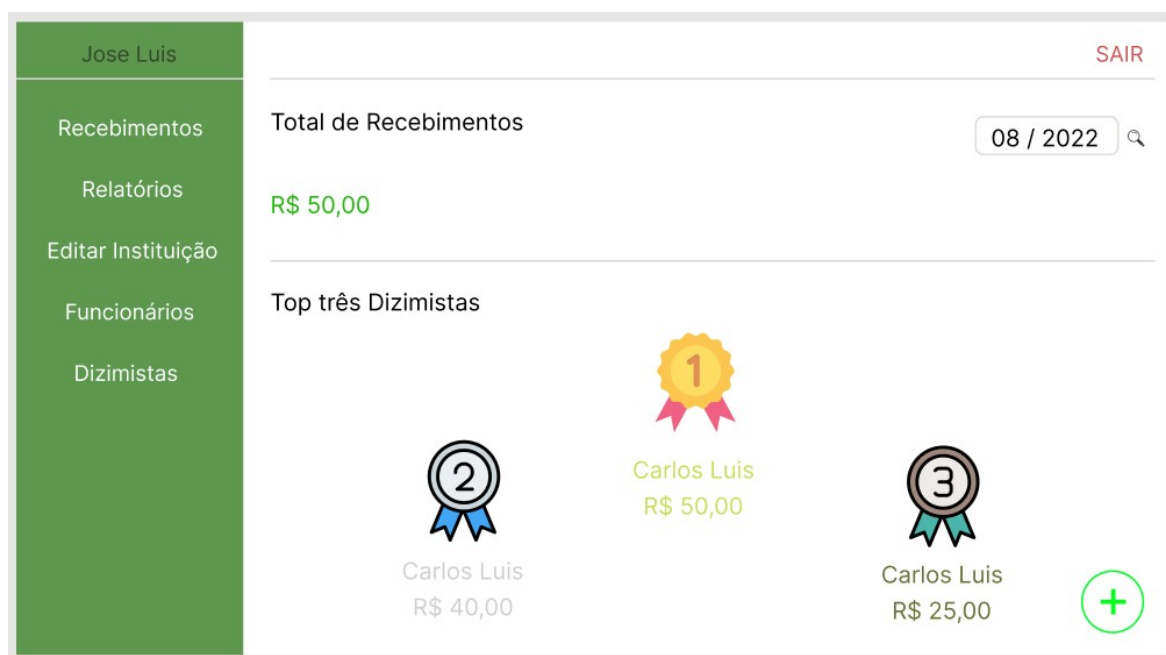 Jose Luis
SAIR
Recebimentos
Relatórios
Editar Instituição
Funcionários
Dizimistas
Total de Recebimentos
08 / 2022
R$ 50,00
Top três Dizimistas
1
Carlos Luis
R$ 50,00
2
Carlos Luis
R$ 40,00
3
Carlos Luis
R$ 25,00
+